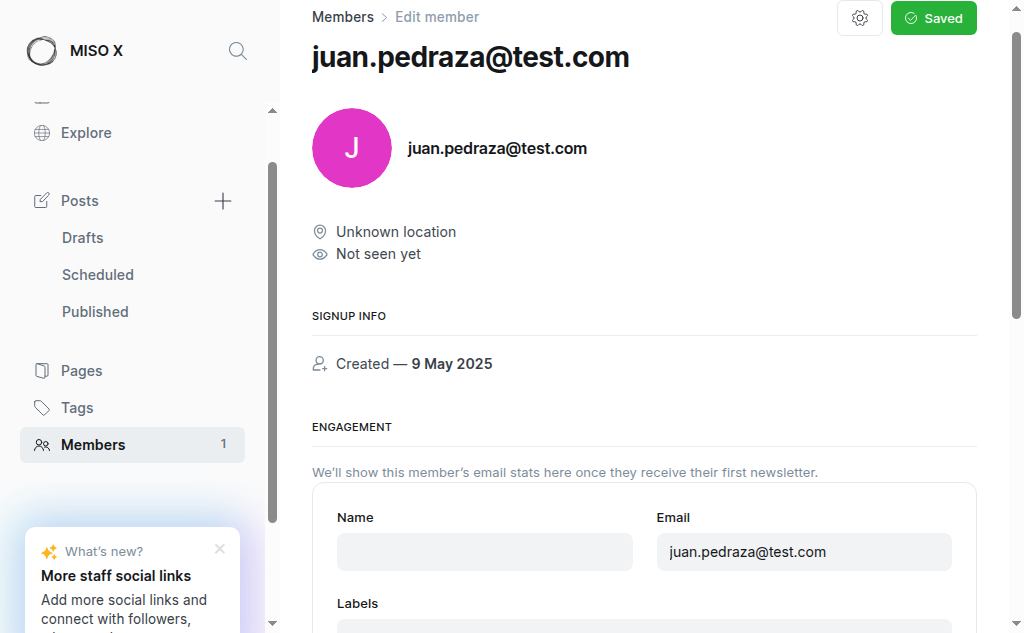 MISO X
Explore
Posts
Drafts
Scheduled
Published
Pages
Tags
Members 1
What's new?
More staff social links
Add more social links and
connect with followers,
Members > Edit member
Saved
juan.pedraza@test.com
J
juan.pedraza@test.com
Unknown location
Not seen yet
SIGNUP INFO
Created — 9 May 2025
ENGAGEMENT
We'll show this member's email stats here once they receive their first newsletter.
Name
Email
juan.pedraza@test.com
Labels